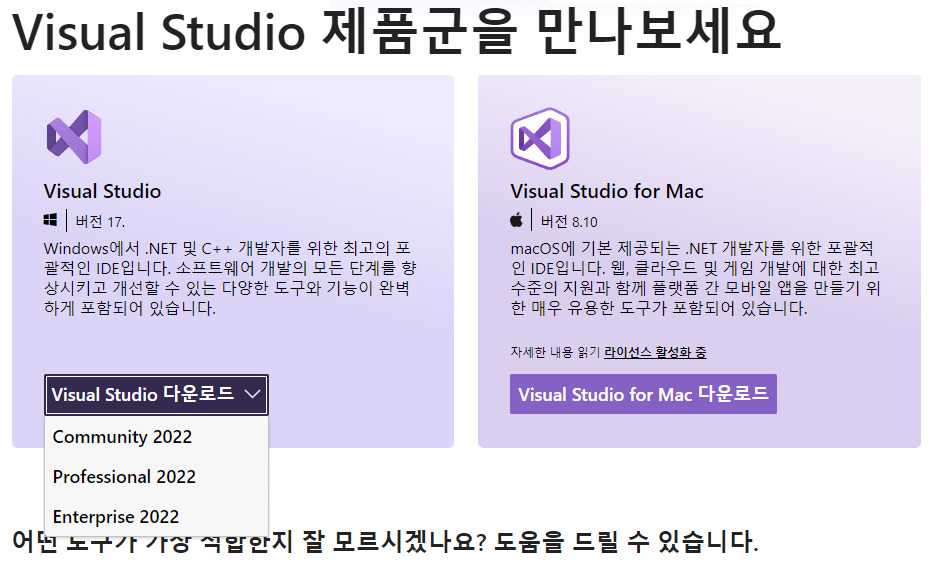 Visual Studio 제품군을 만나보세요
Visual Studio
버전 17.
Windows에서 .NET 및 C++ 개발자를 위한 최고의 포
괄적인 IDE입니다. 소프트웨어 개발의 모든 단계를 향
상시키고 개선할 수 있는 다양한 도구와 기능이 완벽
하게 포함되어 있습니다.
Visual Studio 다운로드
Community 2022
Professional 2022
Enterprise 2022
Visual Studio for Mac
버전 8.10
macOS에 기본 제공되는 .NET 개발자를 위한 포괄적
인 IDE입니다. 웹, 클라우드 및 게임 개발에 대한 최고
수준의 지원과 함께 플랫폼 간 모바일 앱을 만들기 위
한 매우 유용한 도구가 포함되어 있습니다.
자세한 내용 읽기 라이선스 활성화 중
Visual Studio for Mac 다운로드
어떤 도구가 가장 적합한지 잘 모르시겠나요? 도움을 드릴 수 있습니다.